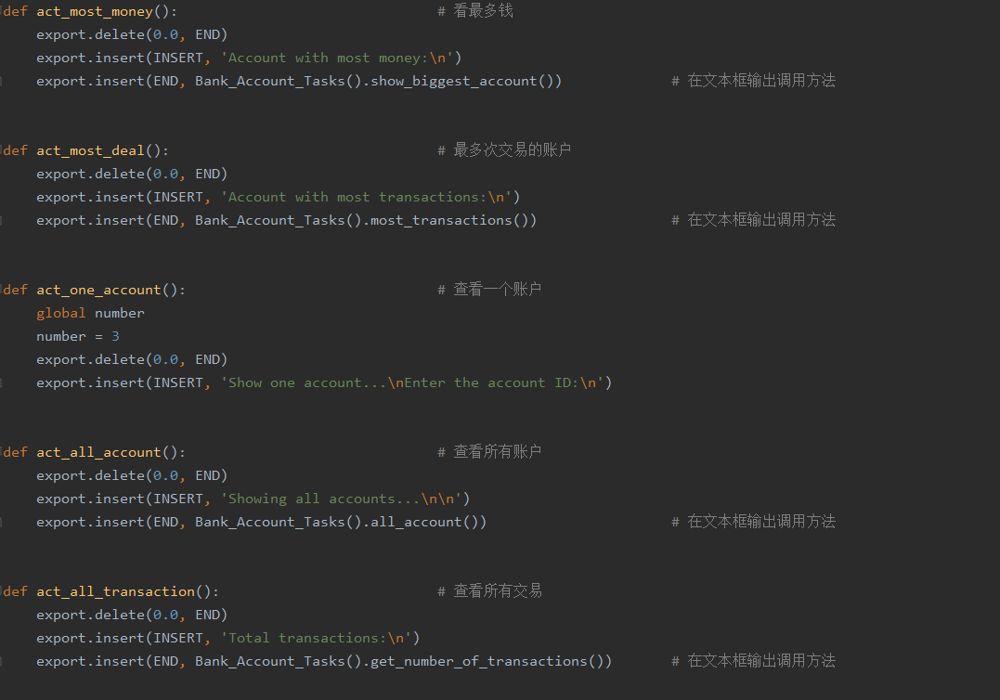 def act_most_money(): # 看最多钱
export.delete(0.0, END)
export.insert(INSERT, 'Account with most money:\n')
export.insert(END, Bank_Account_Tasks().show_biggest_account()) # 在文本框输出调用方法
def act_most_deal(): # 最多次交易的账户
export.delete(0.0, END)
export.insert(INSERT, 'Account with most transactions:\n')
export.insert(END, Bank_Account_Tasks().most_transactions()) # 在文本框输出调用方法
def act_one_account(): # 查看一个账户
global number
number = 3
export.delete(0.0, END)
export.insert(INSERT, 'Show one account...\nEnter the account ID:\n')
def act_all_account(): # 查看所有账户
export.delete(0.0, END)
export.insert(INSERT, 'Showing all accounts...\n\n')
export.insert(END, Bank_Account_Tasks().all_account()) # 在文本框输出调用方法
def act_all_transaction(): # 查看所有交易
export.delete(0.0, END)
export.insert(INSERT, 'Total transactions:\n')
export.insert(END, Bank_Account_Tasks().get_number_of_transactions()) # 在文本框输出调用方法